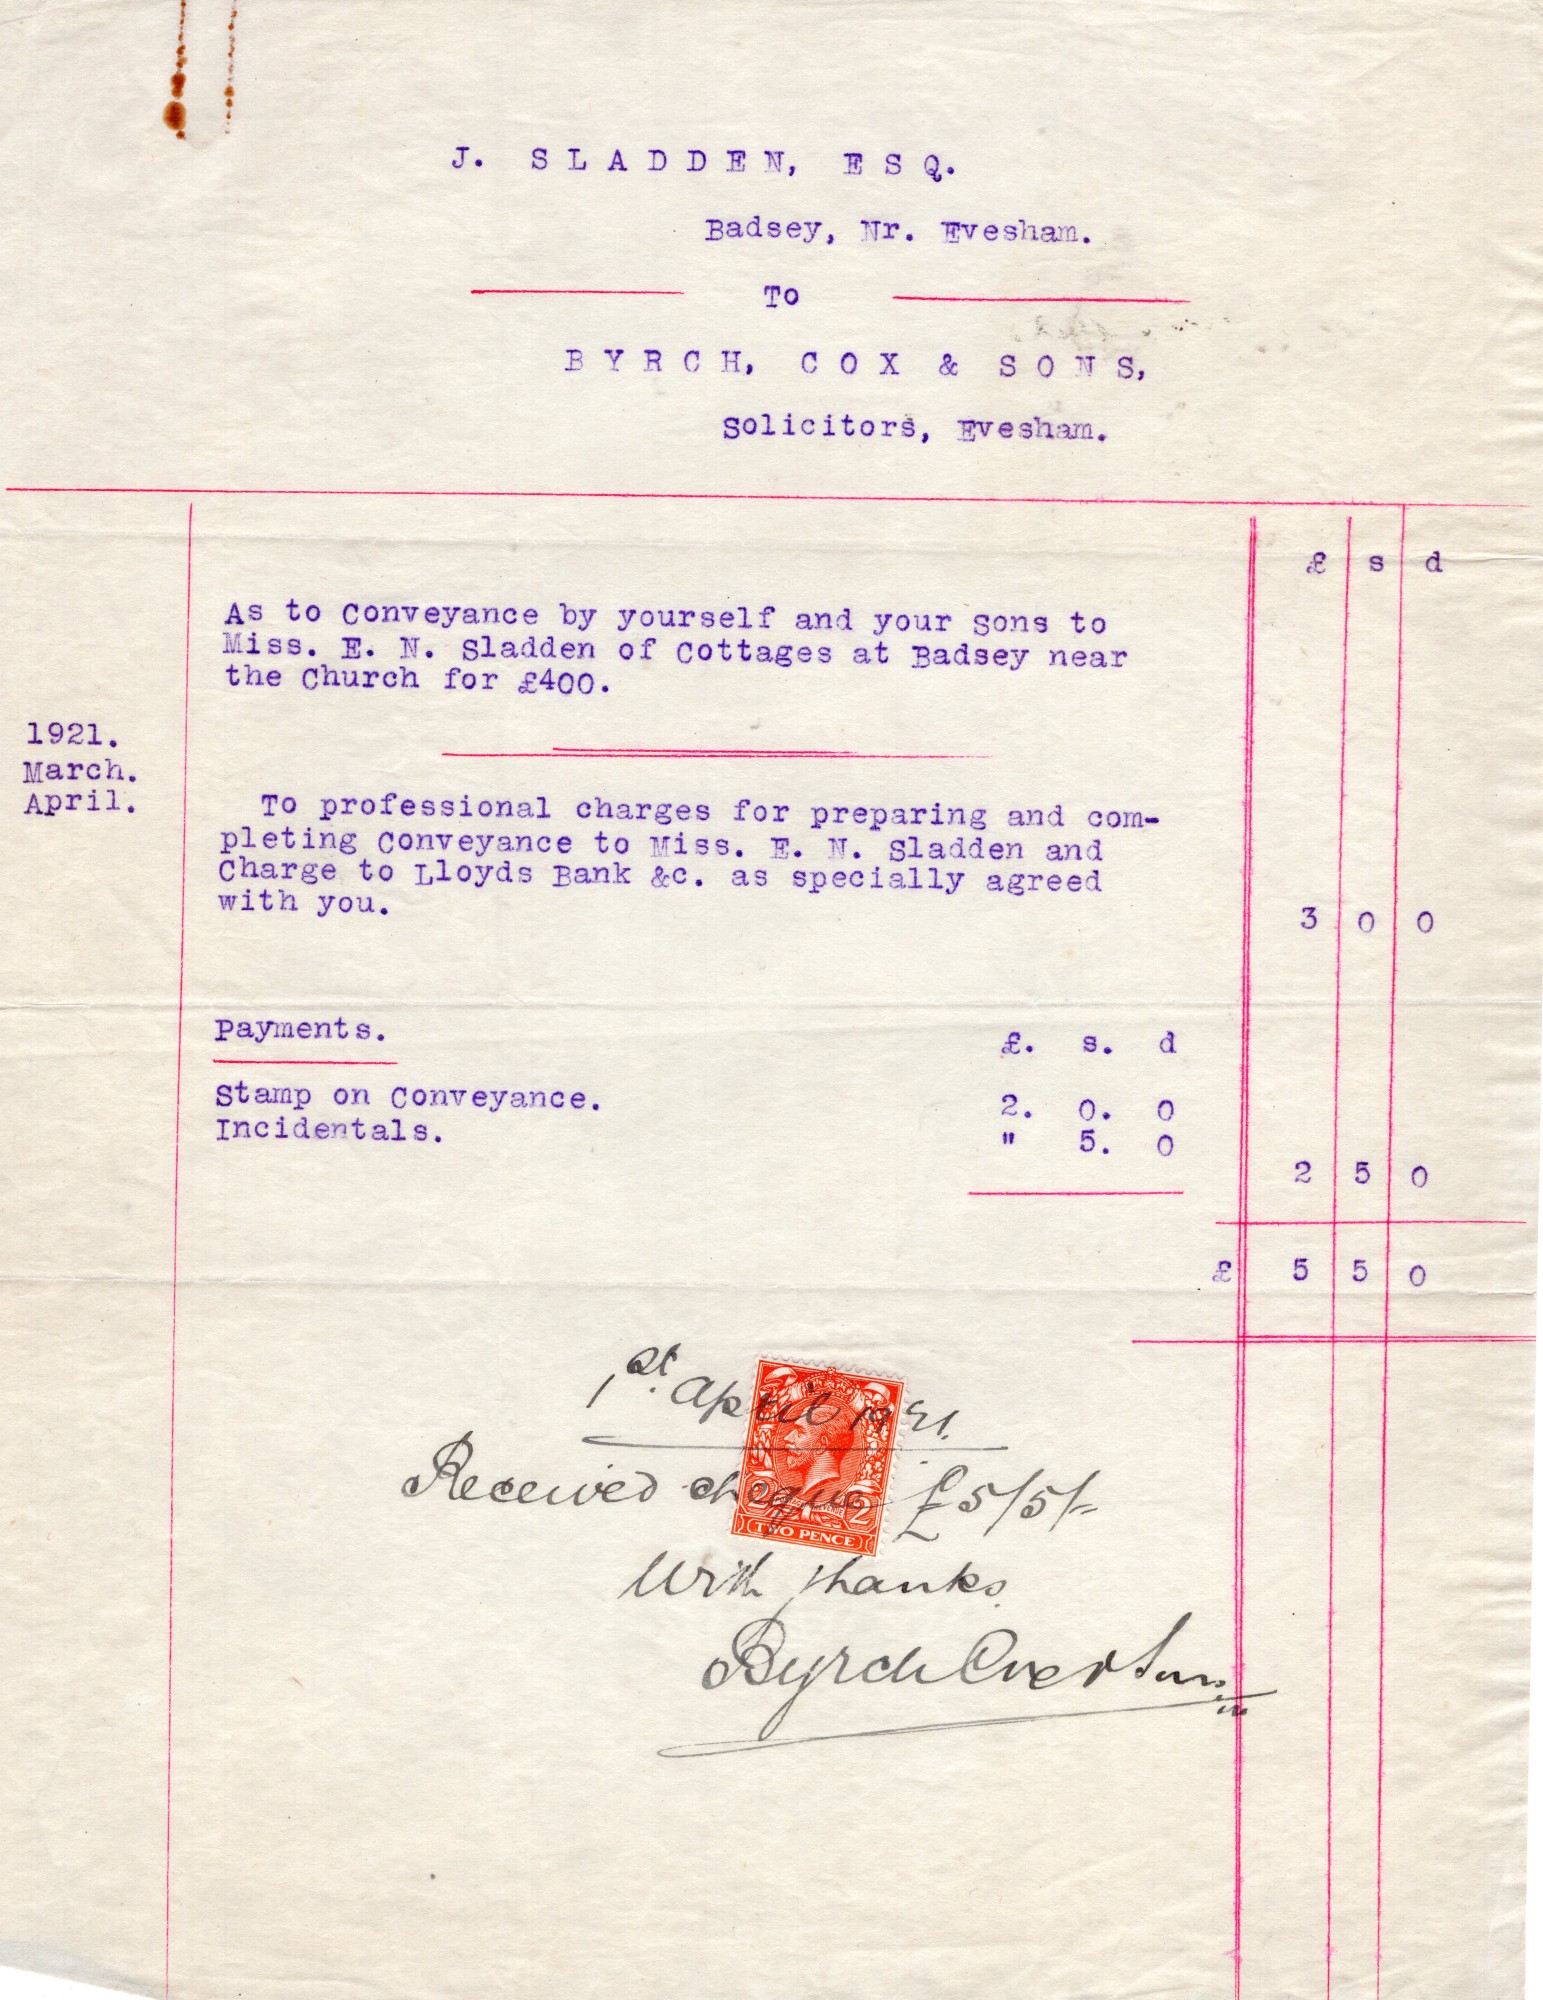 J. SLADDEN, ESQ.
Badsey, Nr. Evesham.
To
BYRCH, COX & SONS,
Solicitors, Evesham.
£ s d
As to Conveyance by yourself and your Sons to
Miss. E. N. Sladden of Cottages at Badsey near
the Church for £400.
1921.
March.
April.
To professional charges for preparing and com-
pleting Conveyance to Miss. E. N. Sladden and
Charge to Lloyds Bank &c. as specially agreed
with you.
3 0 0
Payments.
£. s. d
Stamp on Conveyance. 2. 0. 0
Incidentals. " 5. 0
2 5 0
£ 5 5 0
1st. April 1921.
Received cheque £5/5/-
With thanks
Byrch Cox & Sons
2 2
TWO PENCE